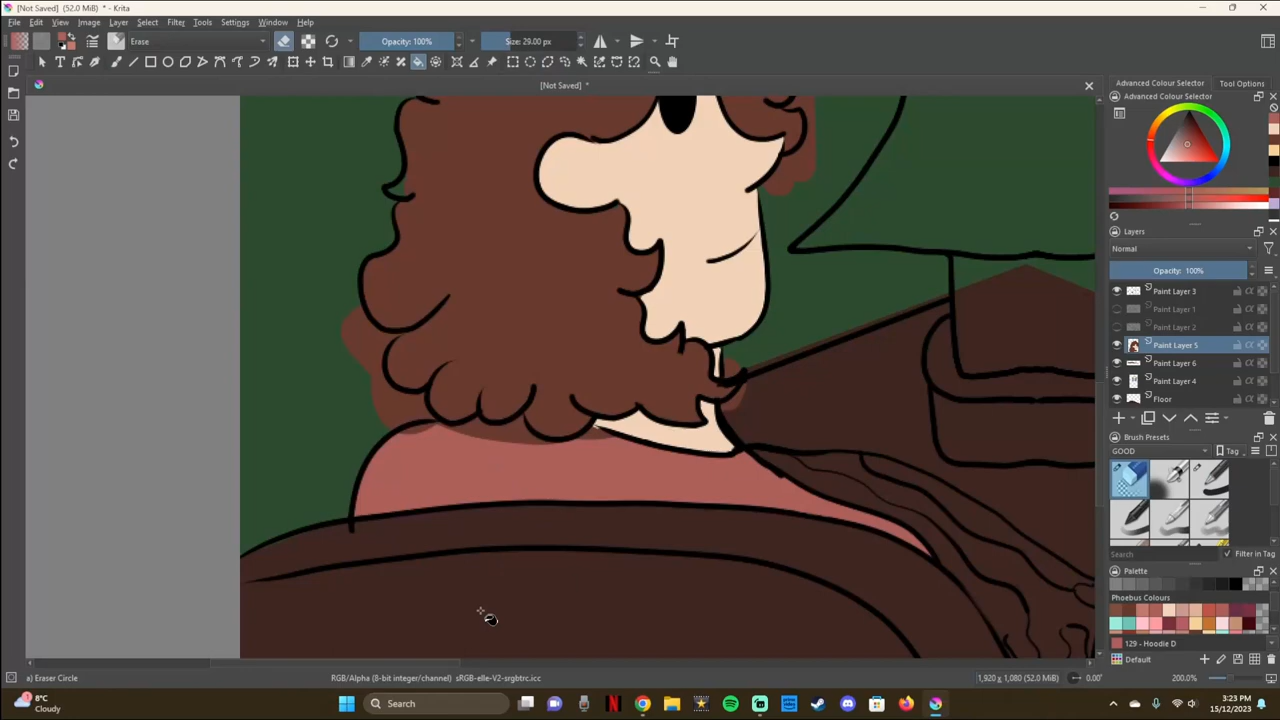 [Not Saved] (52.0 MiB) * - Krita
File Edit View Image Layer Select Filter Tools Settings Window Help
Erase
Opacity: 100%
Size: 29.00 px
[Not Saved] *
Advanced Colour Selector
Tool Options
Advanced Colour Selector
Layers
Normal
Opacity: 100%
Paint Layer 3
Paint Layer 1
Paint Layer 2
Paint Layer 5
Paint Layer 6
Paint Layer 4
Floor
Brush Presets
GOOD
Tag
Search
Filter in Tag
Palette
Phoebus Colours
129 - Hoodie D
Default
a) Eraser Circle
RGB/Alpha (8-bit integer/channel) sRGB-elle-V2-srgbtrc.icc
1,920 x 1,080 (52.0 MiB)
0.00°
200.0%
8°C
Cloudy
Search
3:23 PM
15/12/2023